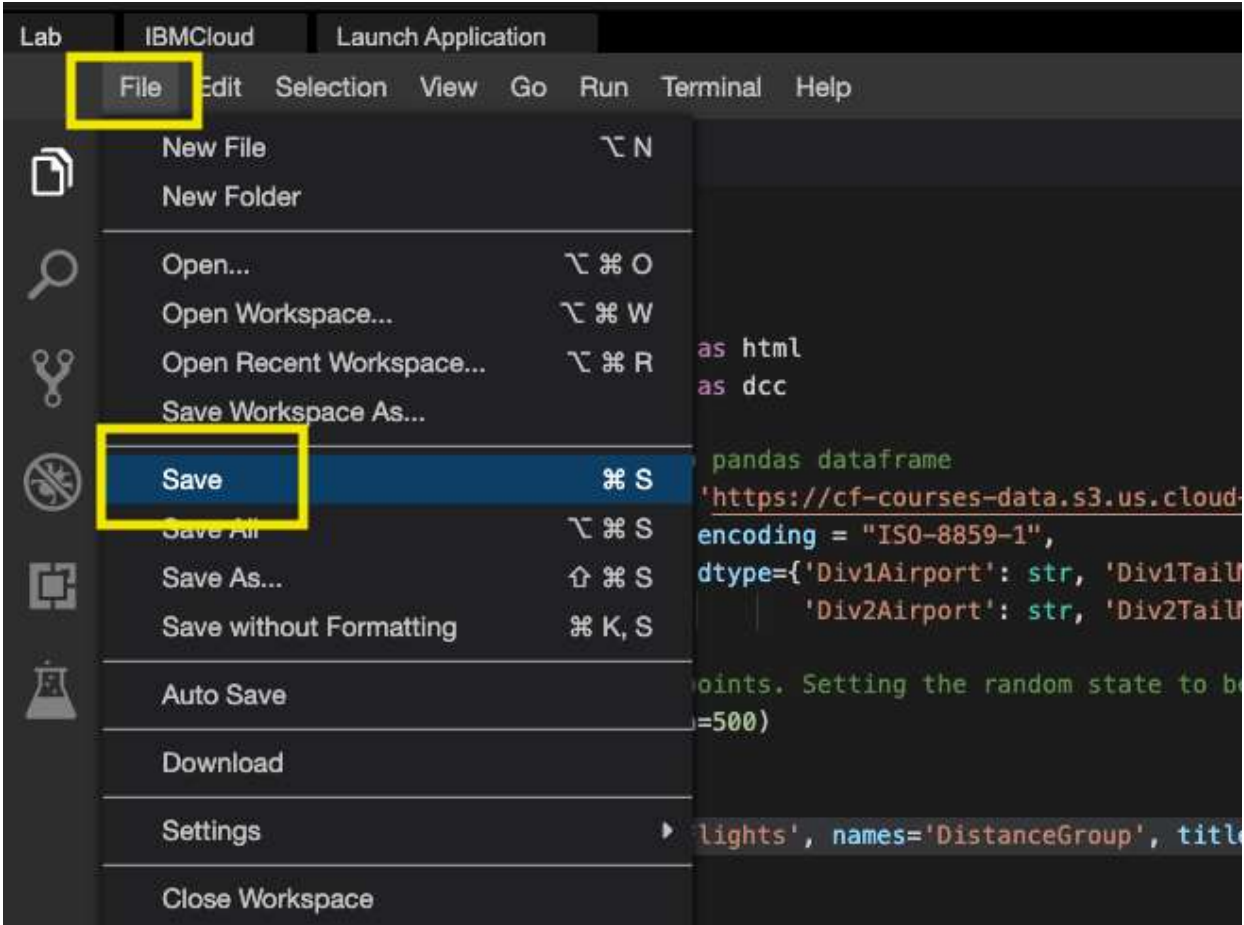 Lab IBMCloud Launch Application
File Edit Selection View Go Run Terminal Help
New File ⌥ N
New Folder
Open... ⌥ ⌘ O
Open Workspace... ⌥ ⌘ W
Open Recent Workspace... ⌥ ⌘ R
Save Workspace As...
Save ⌘ S
Save All ⌥ ⌘ S
Save As... ⇧ ⌘ S
Save without Formatting ⌘ K, S
Auto Save
Download
Settings
Close Workspace
as html
as dcc
pandas dataframe
'https://cf-courses-data.s3.us.cloud-
encoding = "ISO-8859-1",
dtype={'Div1Airport': str, 'Div1Tail
'Div2Airport': str, 'Div2Tail
oints. Setting the random state to be
=500)
lights', names='DistanceGroup', title